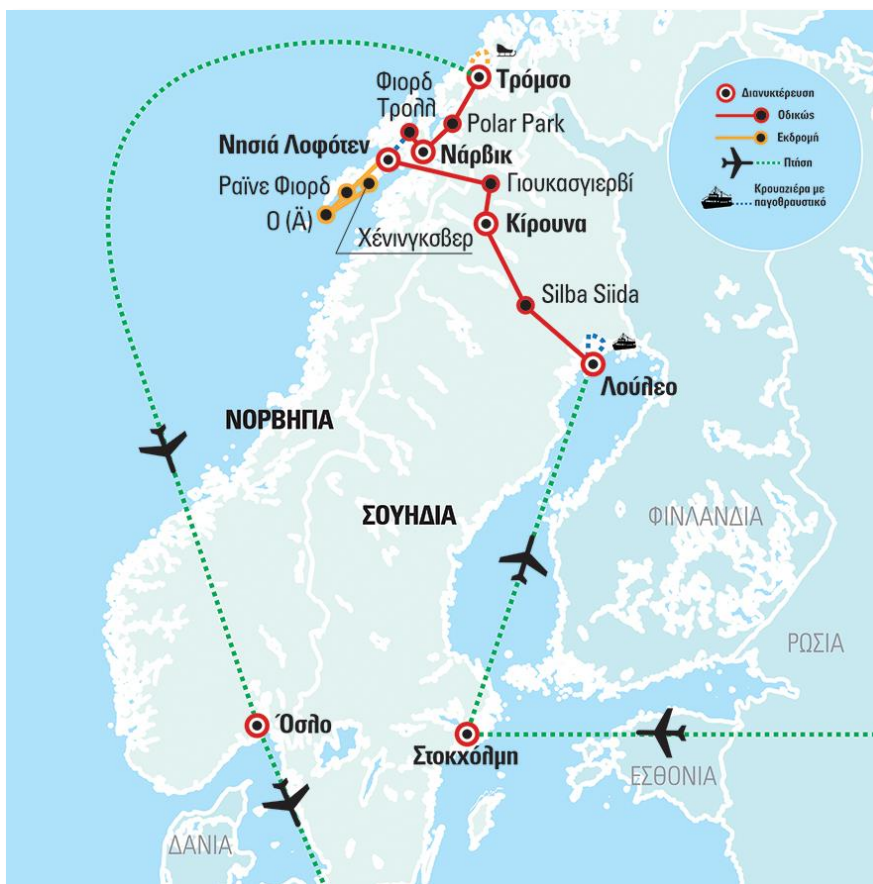 Φιορδ
Τρολλ
Τρόμσο
Polar Park
Νησιά Λοφότεν
Νάρβικ
Ραϊνε Φιορδ
Γιουκασγιερβί
Ο (Ä)
Κίρουνα
Χένινγκσβερ
Silba Siida
Λούλεο
ΝΟΡΒΗΓΙΑ
ΣΟΥΗΔΙΑ
ΦΙΝΛΑΝΔΙΑ
ΡΩΣΙΑ
Όσλο
Στοκχόλμη
ΕΣΘΟΝΙΑ
ΔΑΝΙΑ
Διανυκτέρευση
Οδικώς
Εκδρομή
Πτήση
Κρουαζιέρα με
παγοθραυστικό